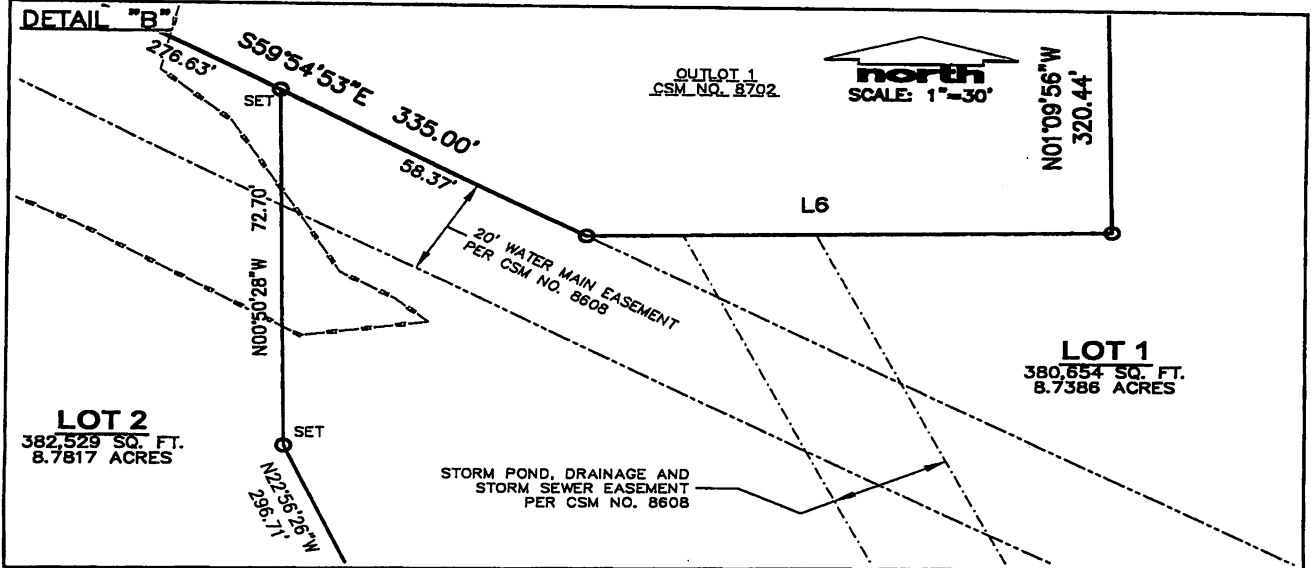 DETAIL "B"
276.63'
S59°54'53"E 335.00'
SET
58.37'
OUTLOT 1
CSM NO. 8702
north
SCALE: 1"=30'
N01°09'56"W
320.44'
L6
N00°50'28"W 72.70'
20' WATER MAIN EASEMENT
PER CSM NO. 8608
LOT 1
380,654 SQ. FT.
8.7386 ACRES
LOT 2
382,529 SQ. FT.
8.7817 ACRES
SET
N22°56'26"W
296.71'
STORM POND, DRAINAGE AND
STORM SEWER EASEMENT
PER CSM NO. 8608